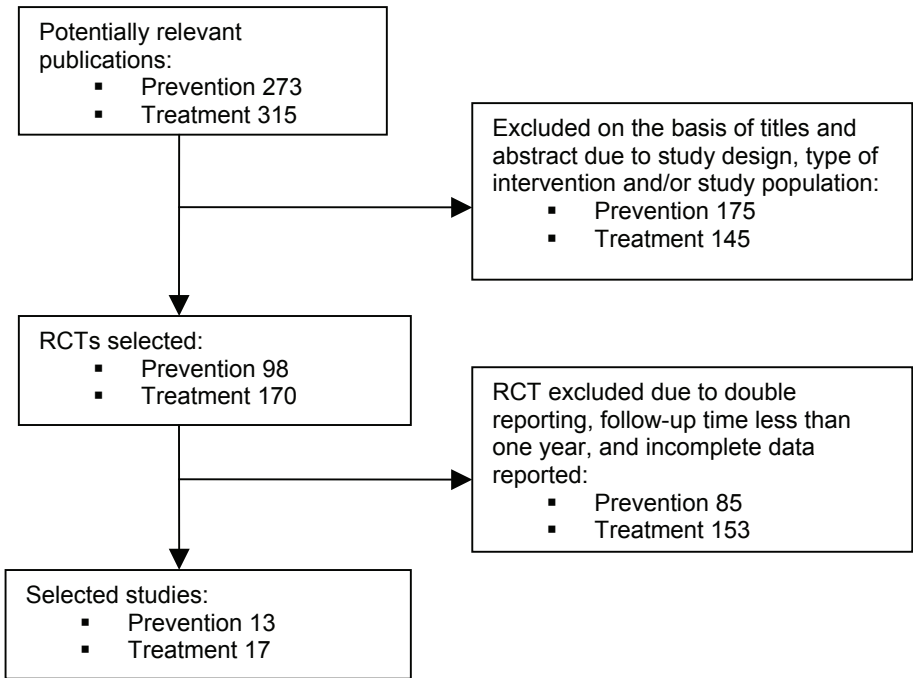 Potentially relevant
publications:
▪ Prevention 273
▪ Treatment 315
Excluded on the basis of titles and
abstract due to study design, type of
intervention and/or study population:
▪ Prevention 175
▪ Treatment 145
RCTs selected:
▪ Prevention 98
▪ Treatment 170
RCT excluded due to double
reporting, follow-up time less than
one year, and incomplete data
reported:
▪ Prevention 85
▪ Treatment 153
Selected studies:
▪ Prevention 13
▪ Treatment 17